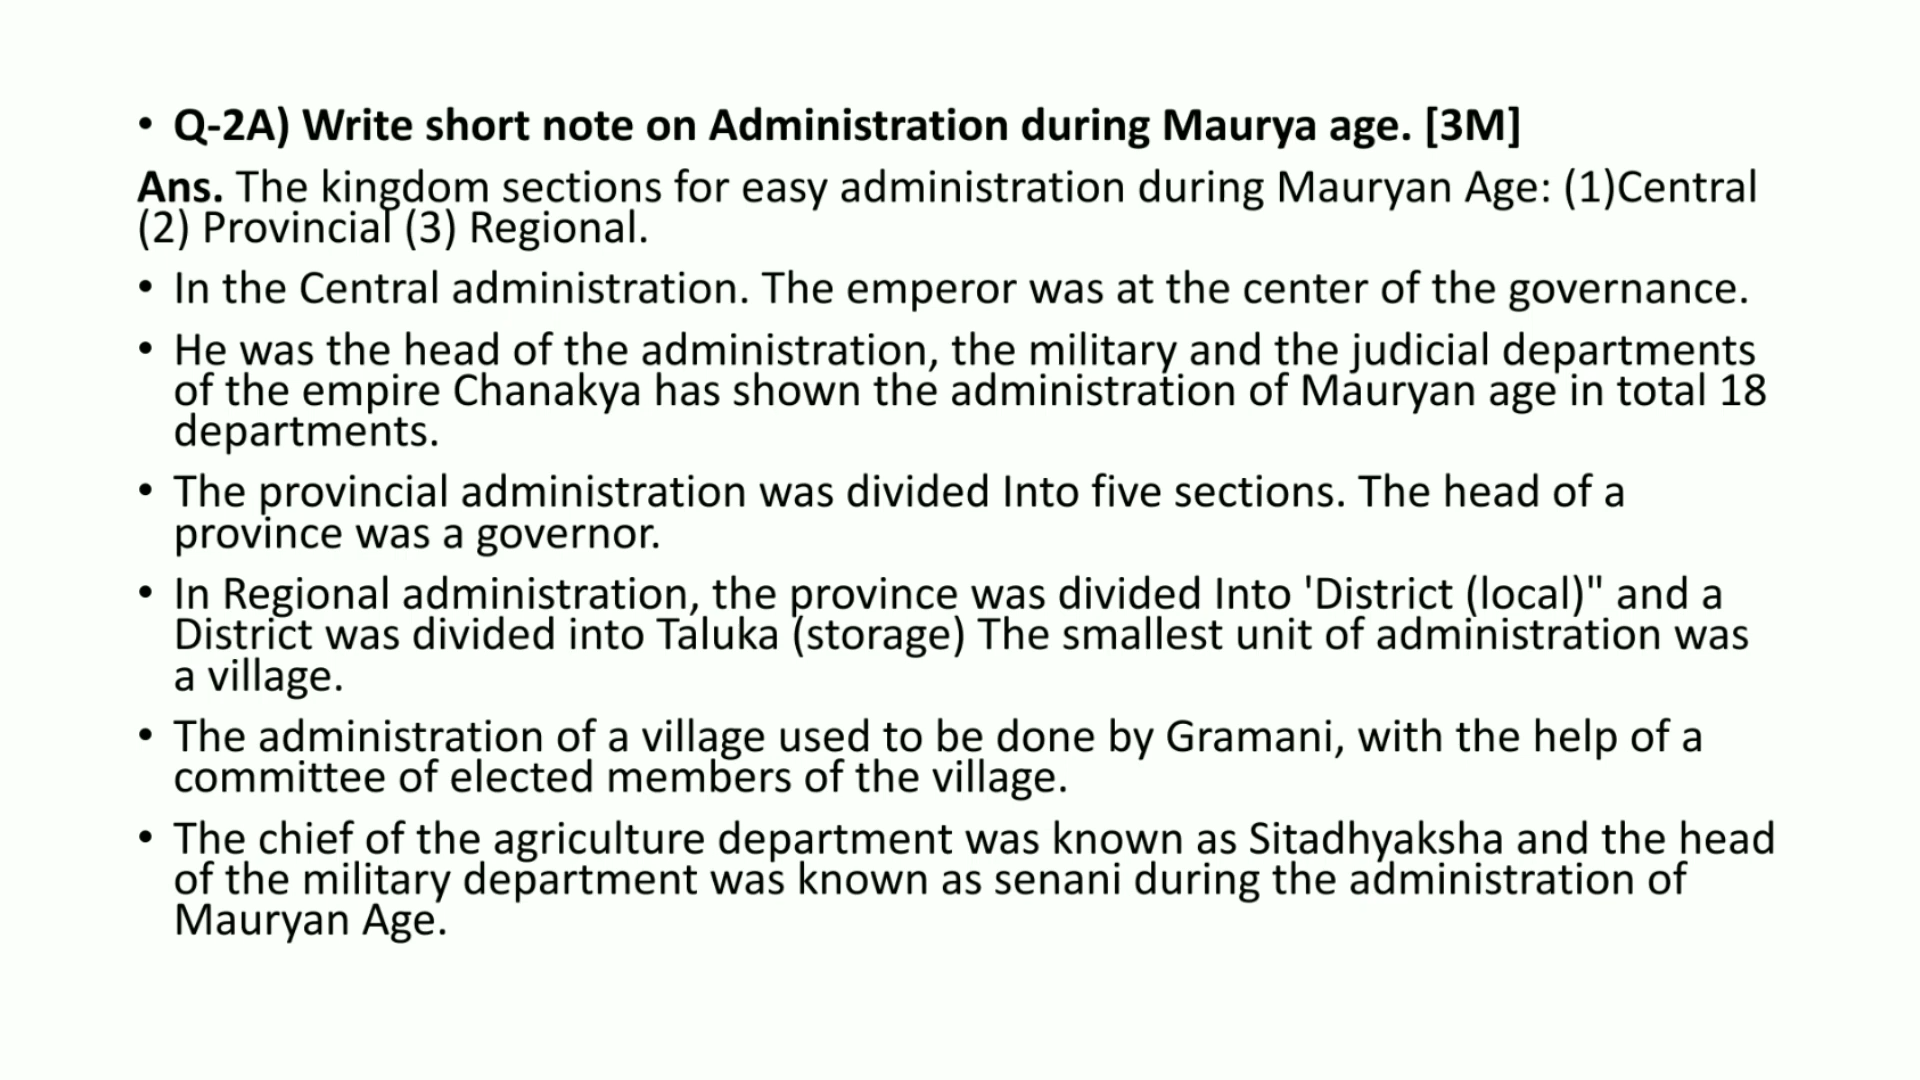 • Q-2A) Write short note on Administration during Maurya age. [3M]
Ans. The kingdom sections for easy administration during Mauryan Age: (1)Central
(2) Provincial (3) Regional.
• In the Central administration. The emperor was at the center of the governance.
• He was the head of the administration, the military and the judicial departments
of the empire Chanakya has shown the administration of Mauryan age in total 18
departments.
• The provincial administration was divided Into five sections. The head of a
province was a governor.
• In Regional administration, the province was divided Into 'District (local)" and a
District was divided into Taluka (storage) The smallest unit of administration was
a village.
• The administration of a village used to be done by Gramani, with the help of a
committee of elected members of the village.
• The chief of the agriculture department was known as Sitadhyaksha and the head
of the military department was known as senani during the administration of
Mauryan Age.